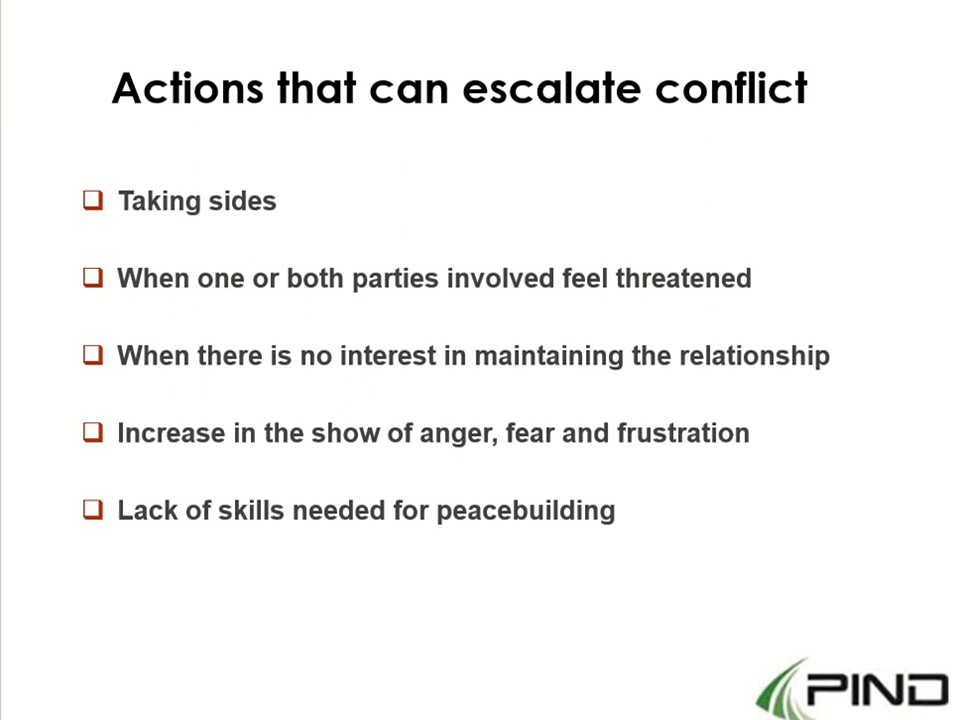 Actions that can escalate conflict
Taking sides
When one or both parties involved feel threatened
When there is no interest in maintaining the relationship
Increase in the show of anger, fear and frustration
Lack of skills needed for peacebuilding
PIND